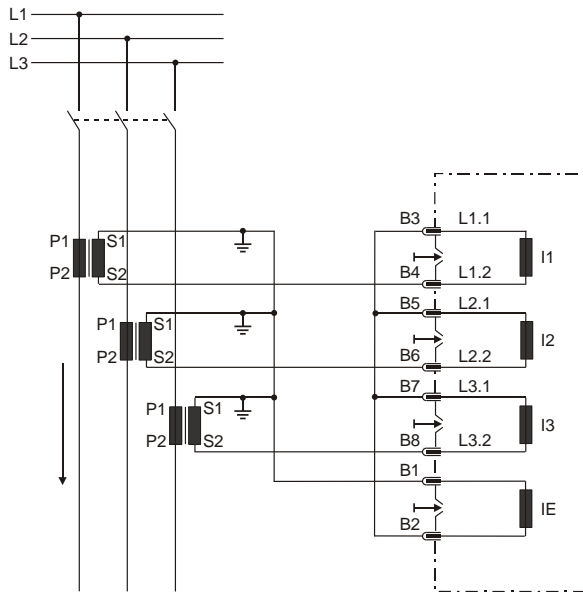 L1
L2
L3
B3 L1.1
P1 S1
I1
P2 S2
B4 L1.2
B5 L2.1
P1 S1
I2
P2 S2
B6 L2.2
B7 L3.1
P1 S1
I3
P2 S2
B8 L3.2
B1
IE
B2